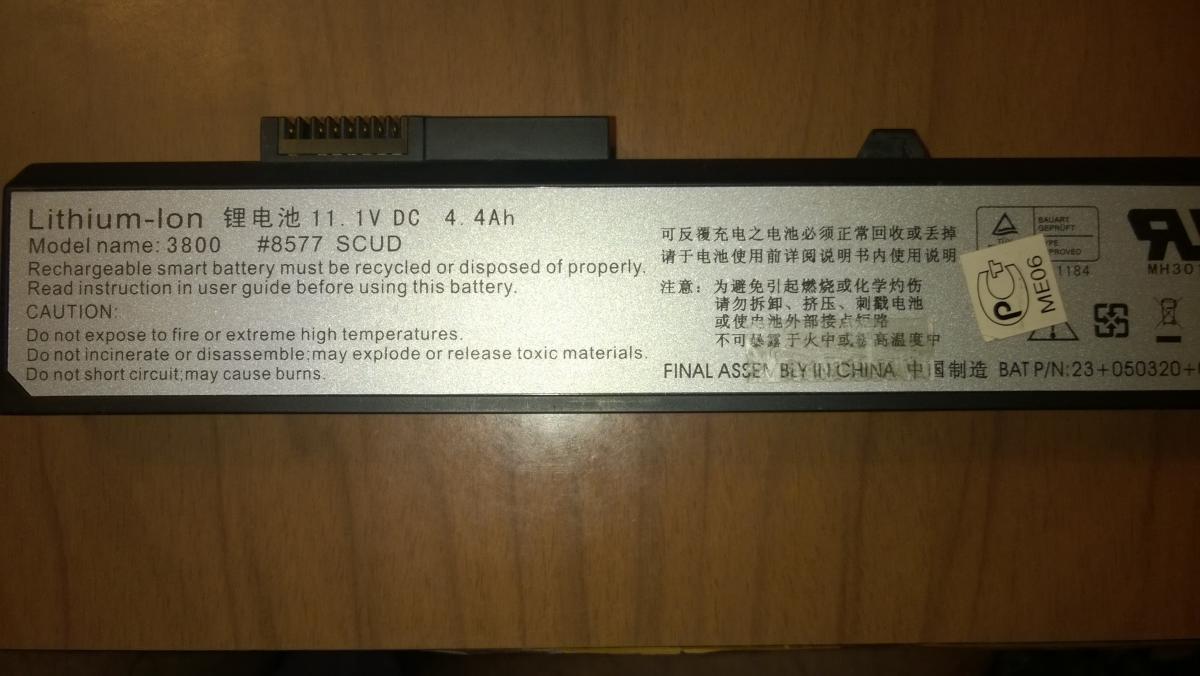 Lithium-Ion 锂电池 11.1V DC 4.4Ah
Model name: 3800 #8577 SCUD
Rechargeable smart battery must be recycled or disposed of properly.
Read instruction in user guide before using this battery.
CAUTION:
Do not expose to fire or extreme high temperatures.
Do not incinerate or disassemble;may explode or release toxic materials.
Do not short circuit;may cause burns.
可反覆充电之电池必须正常回收或丢掉
请于电池使用前详阅说明书内使用说明
注意：为避免引起燃烧或化学灼伤
请勿拆卸、挤压、刺戳电池
或使电池外部接点短路
不可暴露于火中或 高温度中
FINAL ASSEMBLY IN CHINA 中国制造 BAT P/N:23+050320+
BAUART
GEPRÜFT
TYPE
APPROVED
1184
РСТ
ME06
MH30